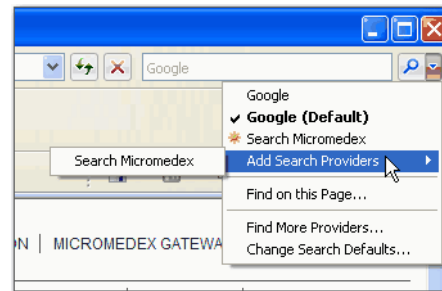 Google
Google
Google (Default)
Search Micromedex
Search Micromedex
Add Search Providers
Find on this Page...
ON | MICROMEDEX GATEWA
Find More Providers...
Change Search Defaults...